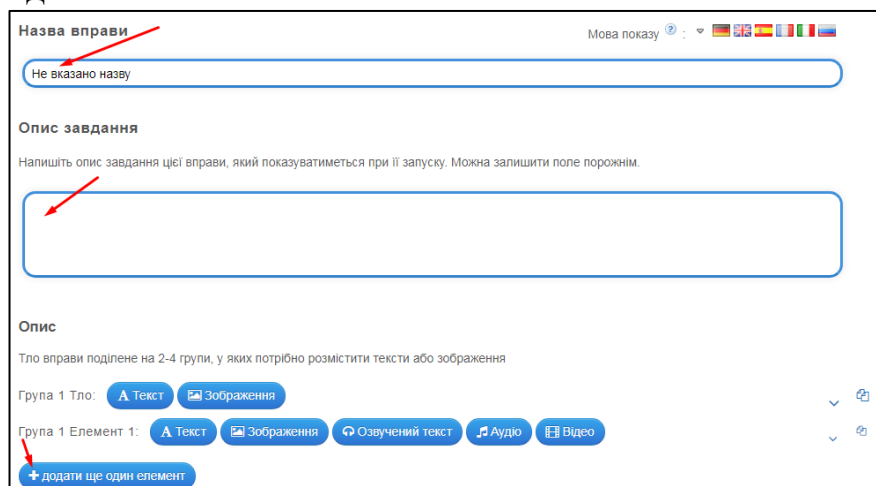 Назва вправи
Мова показу ? :
Не вказано назву
Опис завдання
Напишіть опис завдання цієї вправи, який показуватиметься при її запуску. Можна залишити поле порожнім.
Опис
Тло вправи поділене на 2-4 групи, у яких потрібно розмістити тексти або зображення
Група 1 Тло: A Текст Зображення
Група 1 Елемент 1: A Текст Зображення Озвучений текст Аудіо Відео
+ додати ще один елемент